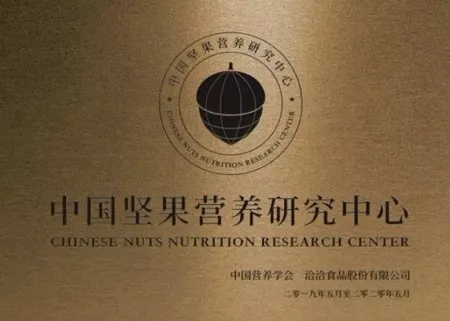 中国坚果营养研究中心
CHINESE NUTS NUTRITION RESEARCH CENTER
中国坚果营养研究中心
CHINESE NUTS NUTRITION RESEARCH CENTER
中国营养学会 洽洽食品股份有限公司
二零一九年五月至二零二零年五月